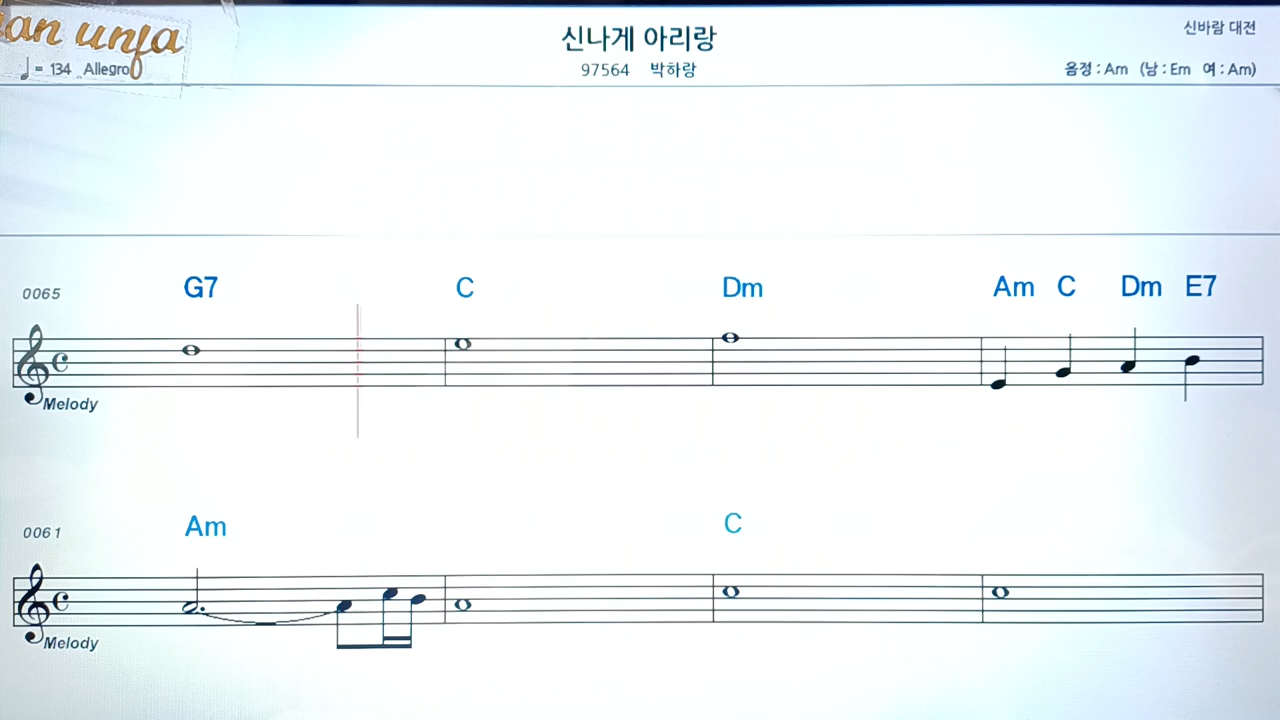 an unja
신나게 아리랑
신바람 대전
♩= 134 Allegro
97564 박하랑
음정 : Am (남 : Em 여 : Am)
0065 G7 C Dm Am C Dm E7
Melody
0061 Am C
Melody